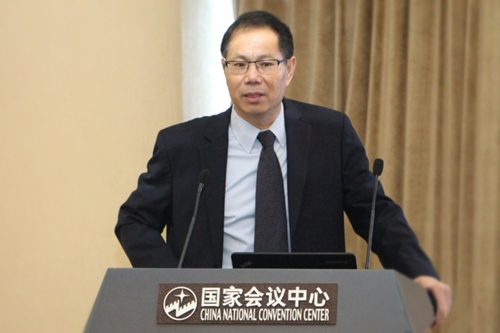 国家会议中心
CHINA NATIONAL CONVENTION CENTER